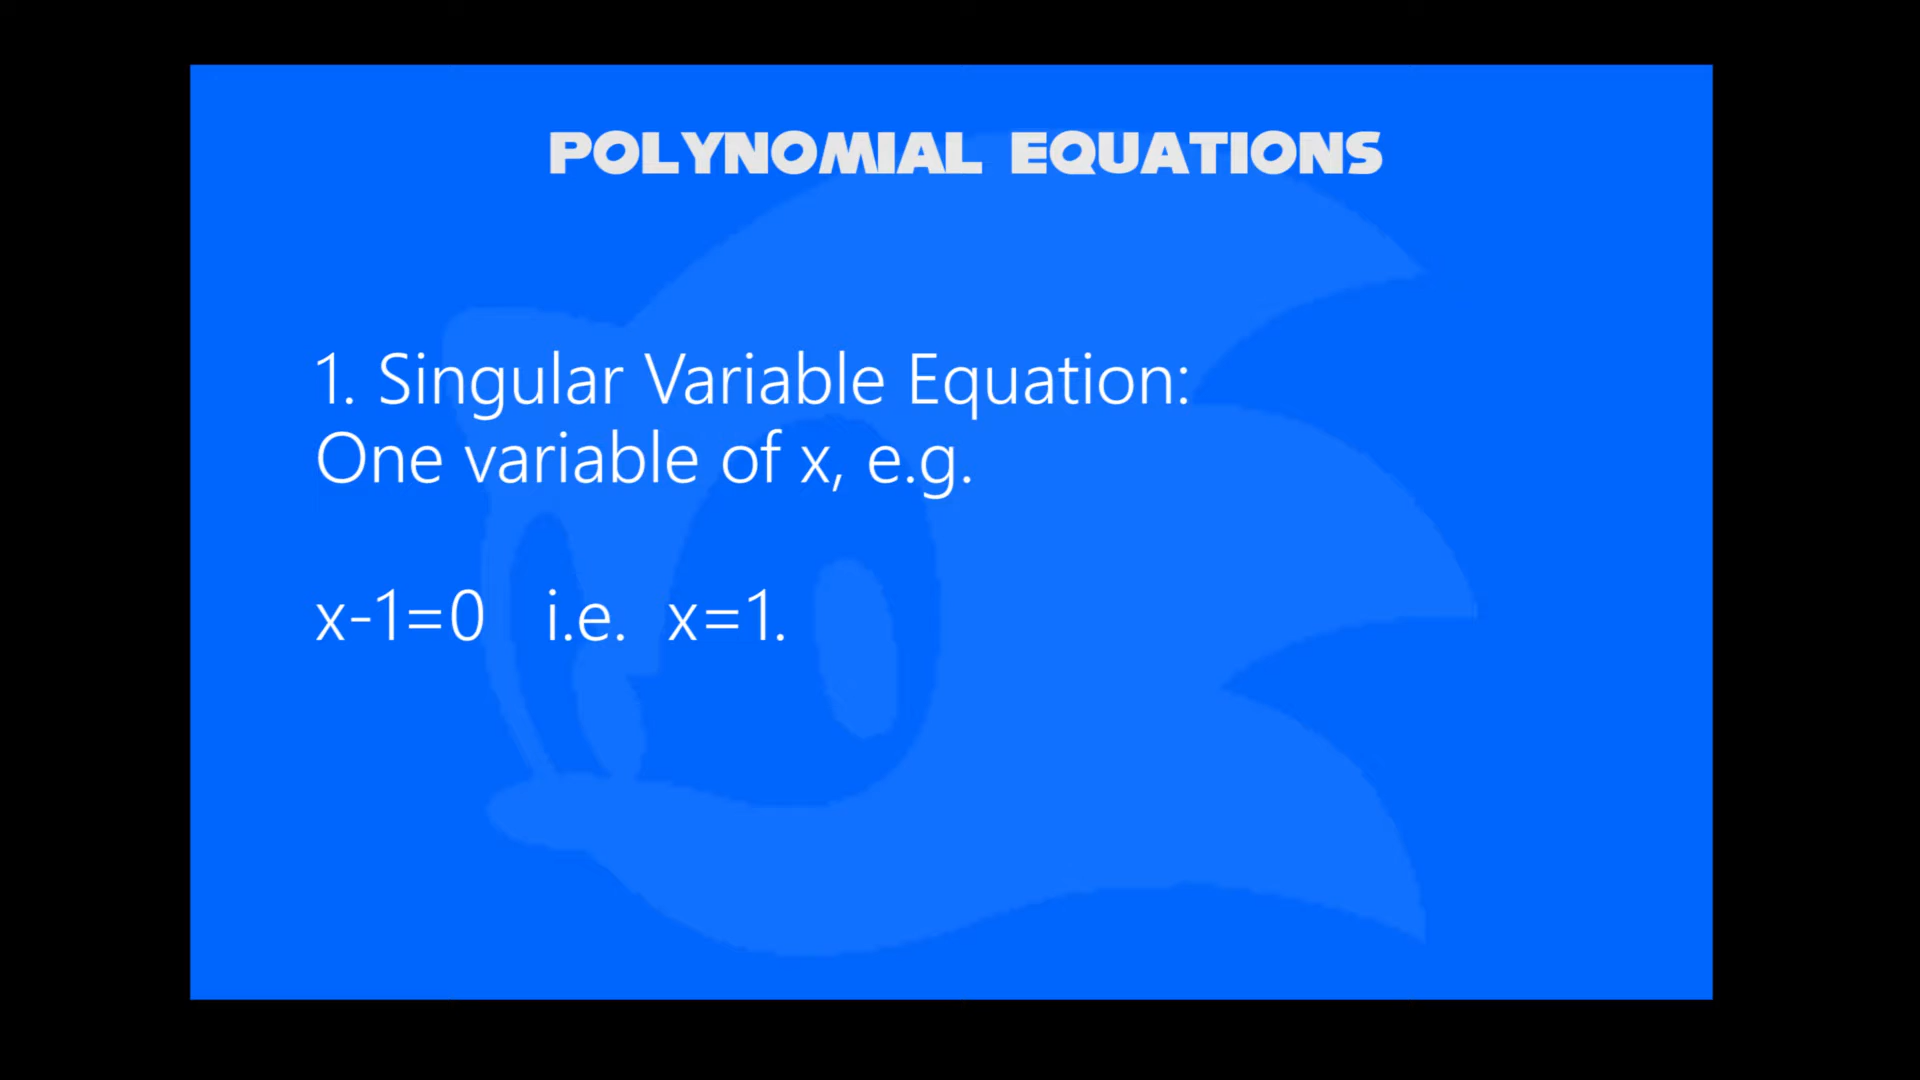 POLYNOMIAL EQUATIONS
1. Singular Variable Equation:
One variable of x, e.g.
x-1=0 i.e. x=1.